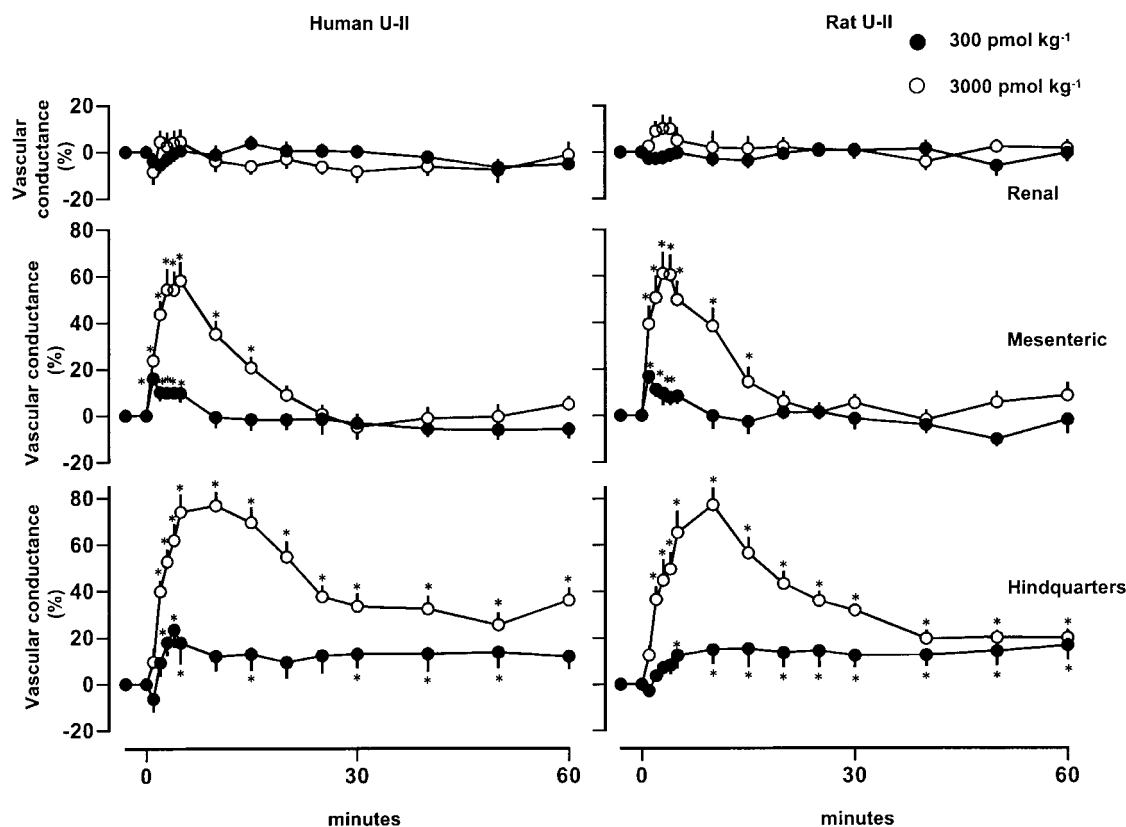 Human U-II
Rat U-II
300 pmol kg-1
3000 pmol kg-1
Vascular
conductance
(%)
20
0
-20
Renal
Vascular conductance
(%)
80
60
40
20
0
-20
Mesenteric
Vascular conductance
(%)
80
60
40
20
0
-20
Hindquarters
0
30
60
0
30
60
minutes
minutes